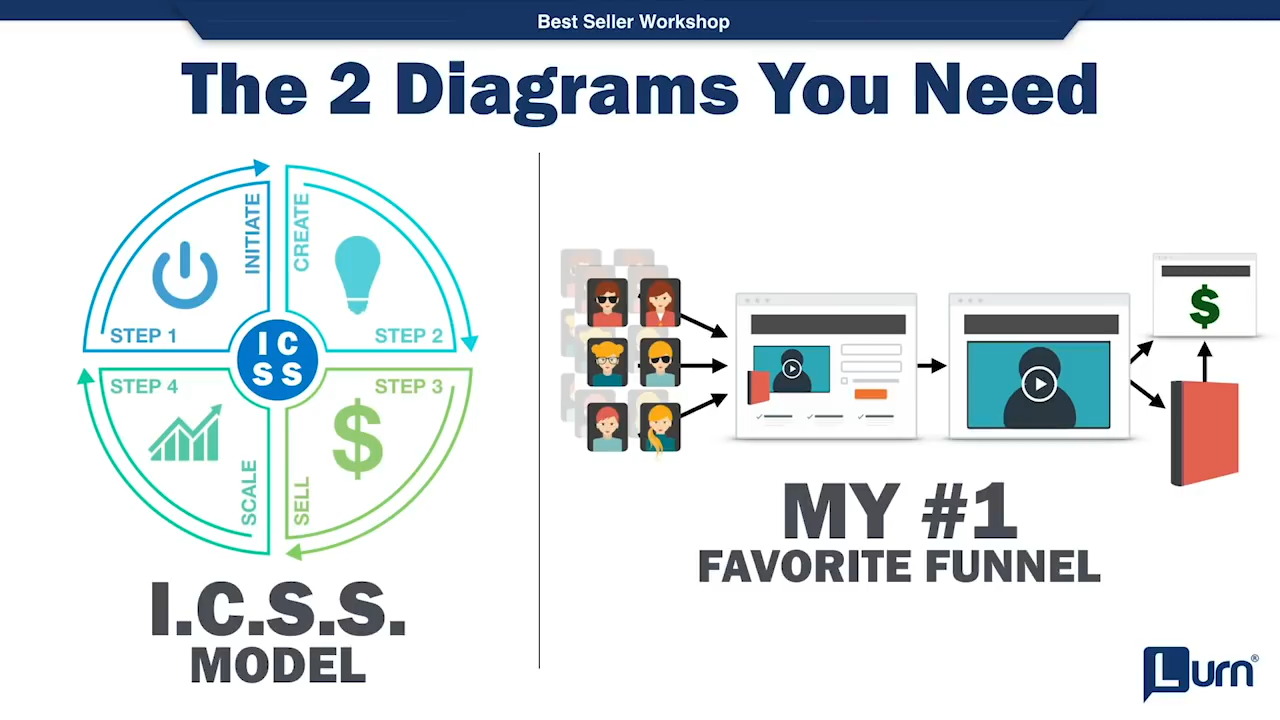 Best Seller Workshop
The 2 Diagrams You Need
INITIATE
STEP 1
CREATE
STEP 2
I C
S S
STEP 4
SCALE
STEP 3
SELL
$
I.C.S.S.
MODEL
$
MY #1
FAVORITE FUNNEL
Lurn®